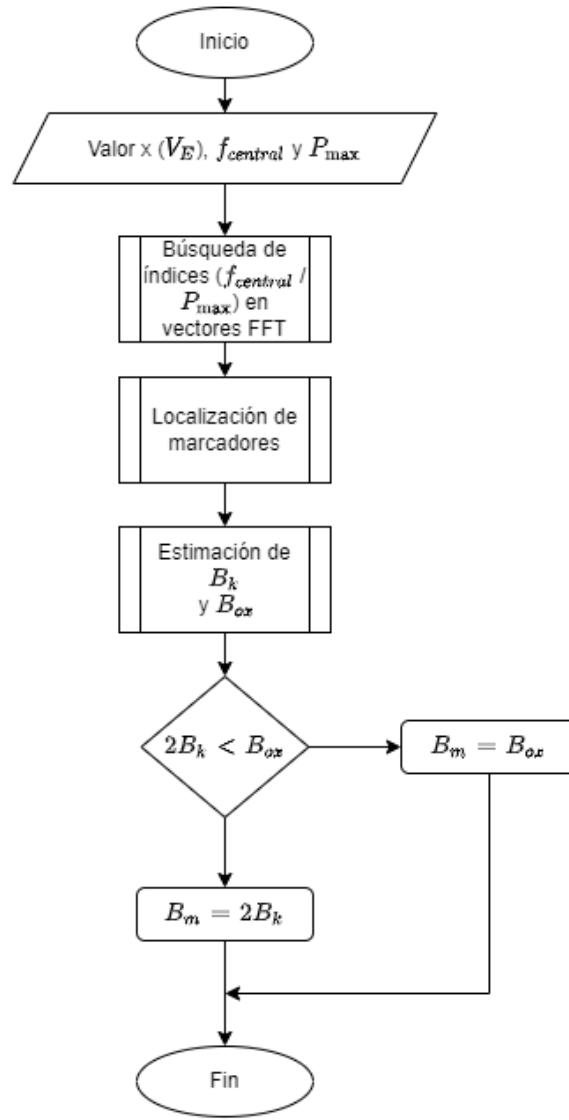 Inicio
Valor x (V_E), f_central y P_max
Búsqueda de
índices (f_central /
P_max) en
vectores FFT
Localización de
marcadores
Estimación de
B_k
y B_ox
2B_k < B_ox
B_m = B_ox
B_m = 2B_k
Fin